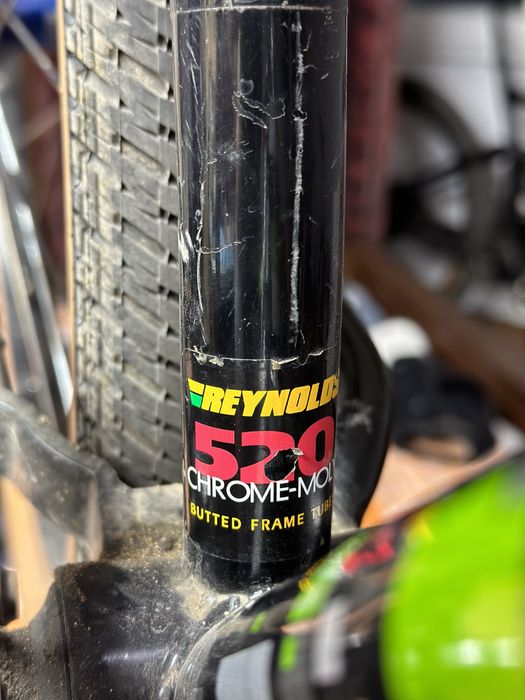 REYNOLDS
520
CHROME-MOLY
BUTTED FRAME TUBES